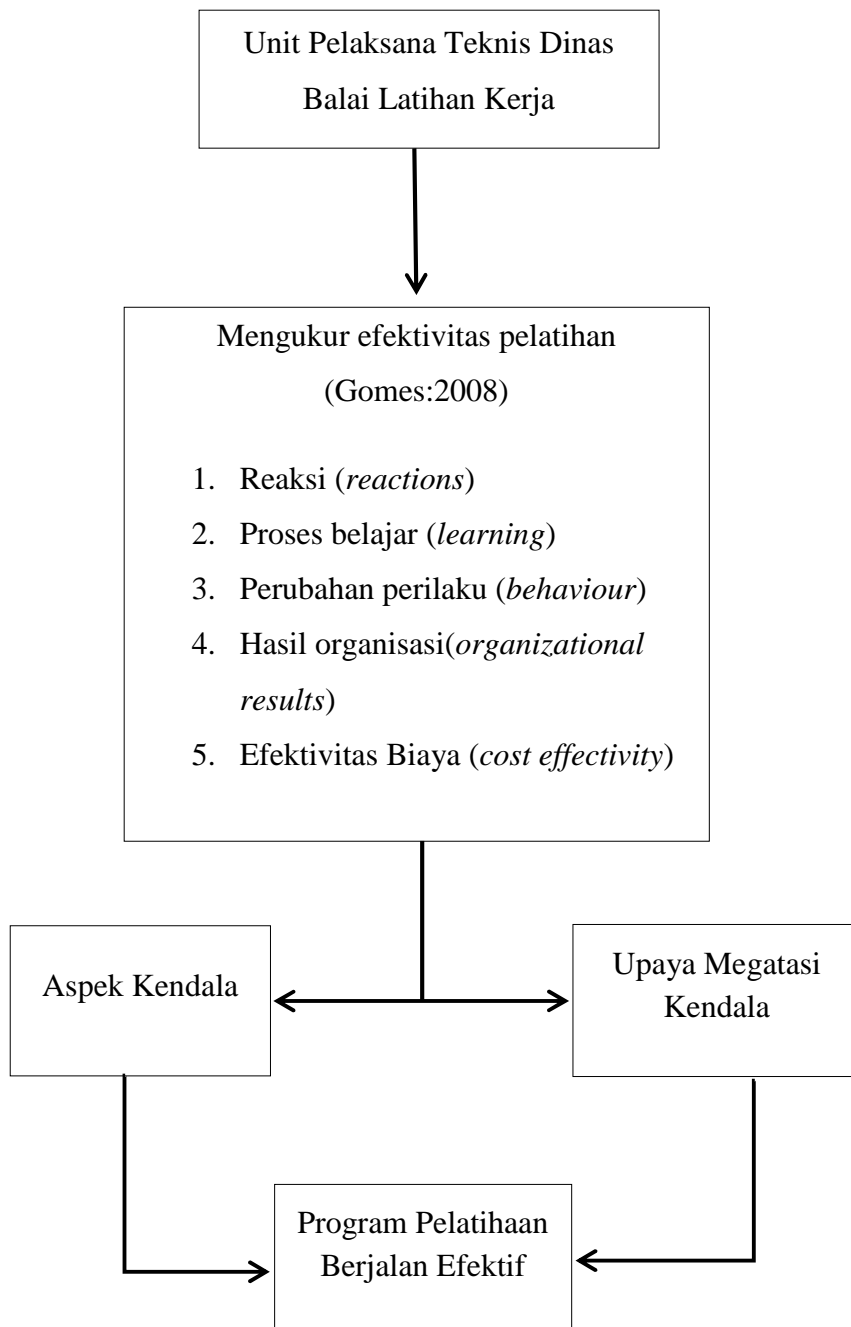 Unit Pelaksana Teknis Dinas
Balai Latihan Kerja
Mengukur efektivitas pelatihan
(Gomes:2008)
1. Reaksi (reactions)
2. Proses belajar (learning)
3. Perubahan perilaku (behaviour)
4. Hasil organisasi(organizational
results)
5. Efektivitas Biaya (cost effectivity)
Aspek Kendala
Upaya Megatasi
Kendala
Program Pelatihaan
Berjalan Efektif